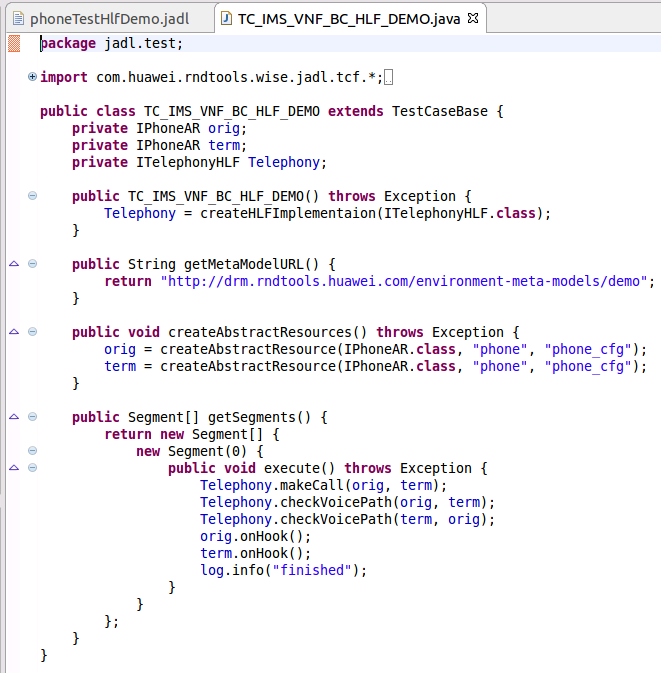 phoneTestHlfDemo.jadl
TC_IMS_VNF_BC_HLF_DEMO.java
package jadl.test;
import com.huawei.rndtools.wise.jadl.tcf.*;
public class TC_IMS_VNF_BC_HLF_DEMO extends TestCaseBase {
private IPhoneAR orig;
private IPhoneAR term;
private ITelephonyHLF Telephony;
public TC_IMS_VNF_BC_HLF_DEMO() throws Exception {
Telephony = createHLFImplementaion(ITelephonyHLF.class);
}
public String getMetaModelURL() {
return "http://drm.rndtools.huawei.com/environment-meta-models/demo";
}
public void createAbstractResources() throws Exception {
orig = createAbstractResource(IPhoneAR.class, "phone", "phone_cfg");
term = createAbstractResource(IPhoneAR.class, "phone", "phone_cfg");
}
public Segment[] getSegments() {
return new Segment[] {
new Segment(0) {
public void execute() throws Exception {
Telephony.makeCall(orig, term);
Telephony.checkVoicePath(orig, term);
Telephony.checkVoicePath(term, orig);
orig.onHook();
term.onHook();
log.info("finished");
}
}
};
}
}